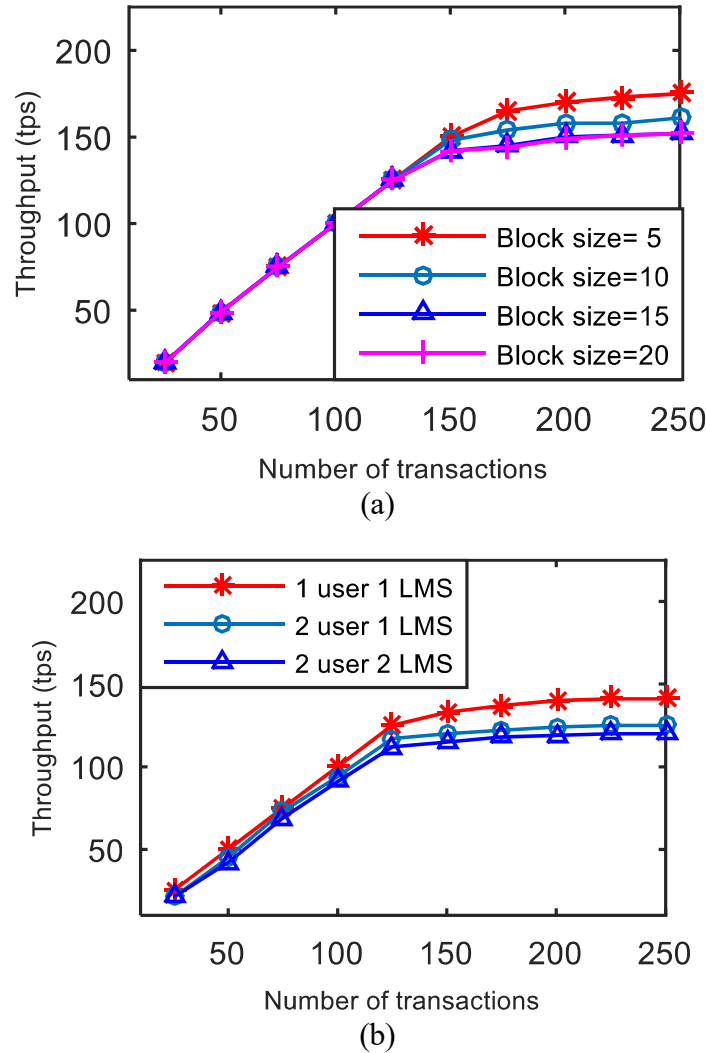 200
150
100
50
Throughput (tps)
Block size= 5
Block size=10
Block size=15
Block size=20
50 100 150 200 250
Number of transactions
(a)
200
150
100
50
Throughput (tps)
1 user 1 LMS
2 user 1 LMS
2 user 2 LMS
50 100 150 200 250
Number of transactions
(b)